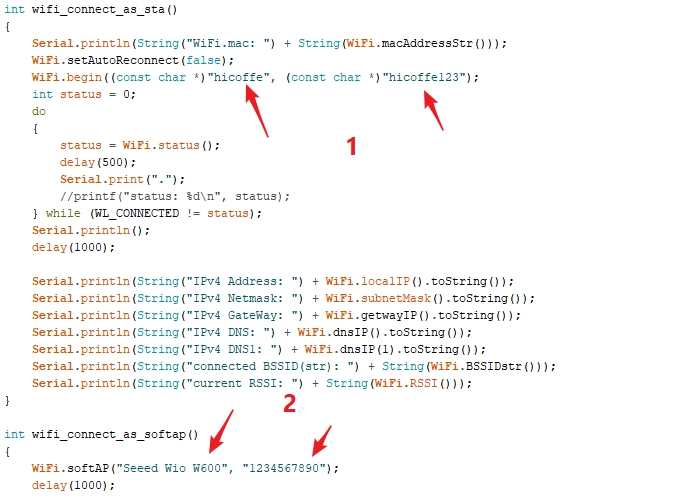 int wifi_connect_as_sta()
{
    Serial.println(String("WiFi.mac: ") + String(WiFi.macAddressStr()));
    WiFi.setAutoReconnect(false);
    WiFi.begin((const char *)"hicoffe", (const char *)"hicoffe123");
    int status = 0;
    do
    {
        status = WiFi.status();
        delay(500);
        Serial.print(".");
        //printf("status: %d\n", status);
    } while (WL_CONNECTED != status);
    Serial.println();
    delay(1000);

    Serial.println(String("IPv4 Address: ") + WiFi.localIP().toString());
    Serial.println(String("IPv4 Netmask: ") + WiFi.subnetMask().toString());
    Serial.println(String("IPv4 GateWay: ") + WiFi.getwayIP().toString());
    Serial.println(String("IPv4 DNS: ") + WiFi.dnsIP().toString());
    Serial.println(String("IPv4 DNS1: ") + WiFi.dnsIP(1).toString());
    Serial.println(String("connected BSSID(str): ") + String(WiFi.BSSIDstr()));
    Serial.println(String("current RSSI: ") + String(WiFi.RSSI()));
}

int wifi_connect_as_softap()
{
    WiFi.softAP("Seeed Wio W600", "1234567890");
    delay(1000);
1
2